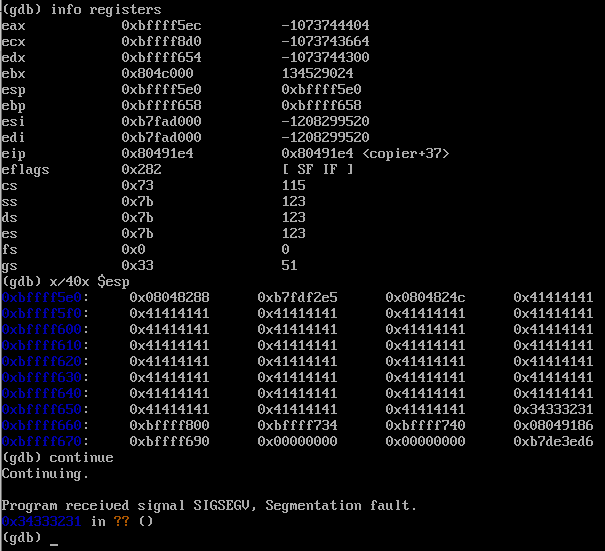 (gdb) info registers
eax 0xbffff5ec -1073744404
ecx 0xbffff8d0 -1073743664
edx 0xbffff654 -1073744300
ebx 0x804c000 134529024
esp 0xbffff5e0 0xbffff5e0
ebp 0xbffff658 0xbffff658
esi 0xb7fad000 -1208299520
edi 0xb7fad000 -1208299520
eip 0x80491e4 0x80491e4 <copier+37>
eflags 0x282 [ SF IF ]
cs 0x73 115
ss 0x7b 123
ds 0x7b 123
es 0x7b 123
fs 0x0 0
gs 0x33 51
(gdb) x/40x $esp
0xbffff5e0: 0x08048288 0xb7fdf2e5 0x0804824c 0x41414141
0xbffff5f0: 0x41414141 0x41414141 0x41414141 0x41414141
0xbffff600: 0x41414141 0x41414141 0x41414141 0x41414141
0xbffff610: 0x41414141 0x41414141 0x41414141 0x41414141
0xbffff620: 0x41414141 0x41414141 0x41414141 0x41414141
0xbffff630: 0x41414141 0x41414141 0x41414141 0x41414141
0xbffff640: 0x41414141 0x41414141 0x41414141 0x41414141
0xbffff650: 0x41414141 0x41414141 0x41414141 0x34333231
0xbffff660: 0xbffff800 0xbffff734 0xbffff740 0x08049186
0xbffff670: 0xbffff690 0x00000000 0x00000000 0xb7de3ed6
(gdb) continue
Continuing.
Program received signal SIGSEGV, Segmentation fault.
0x34333231 in ?? ()
(gdb) _